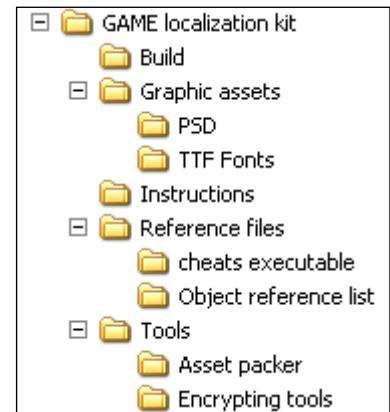 GAME localization kit
Build
Graphic assets
PSD
TTF Fonts
Instructions
Reference files
cheats executable
Object reference list
Tools
Asset packer
Encrypting tools